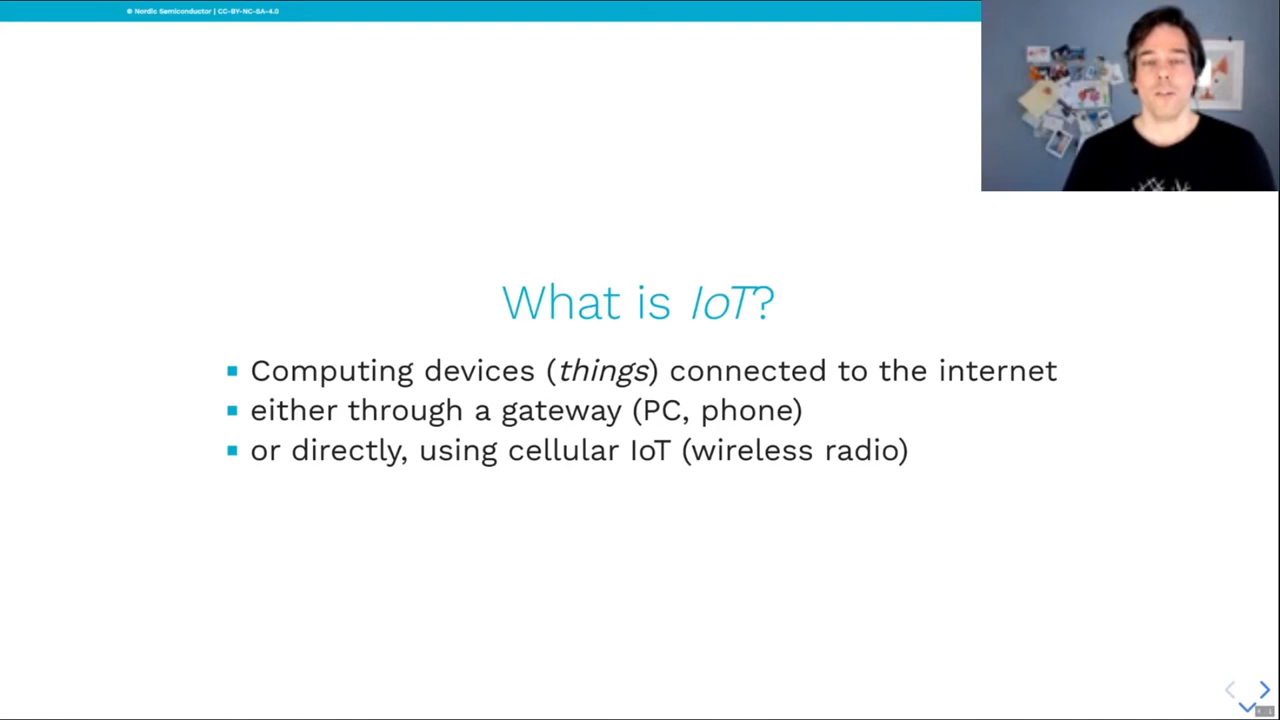 © Nordic Semiconductor | CC-BY-NC-SA-4.0
What is IoT?
Computing devices (things) connected to the internet
either through a gateway (PC, phone)
or directly, using cellular IoT (wireless radio)